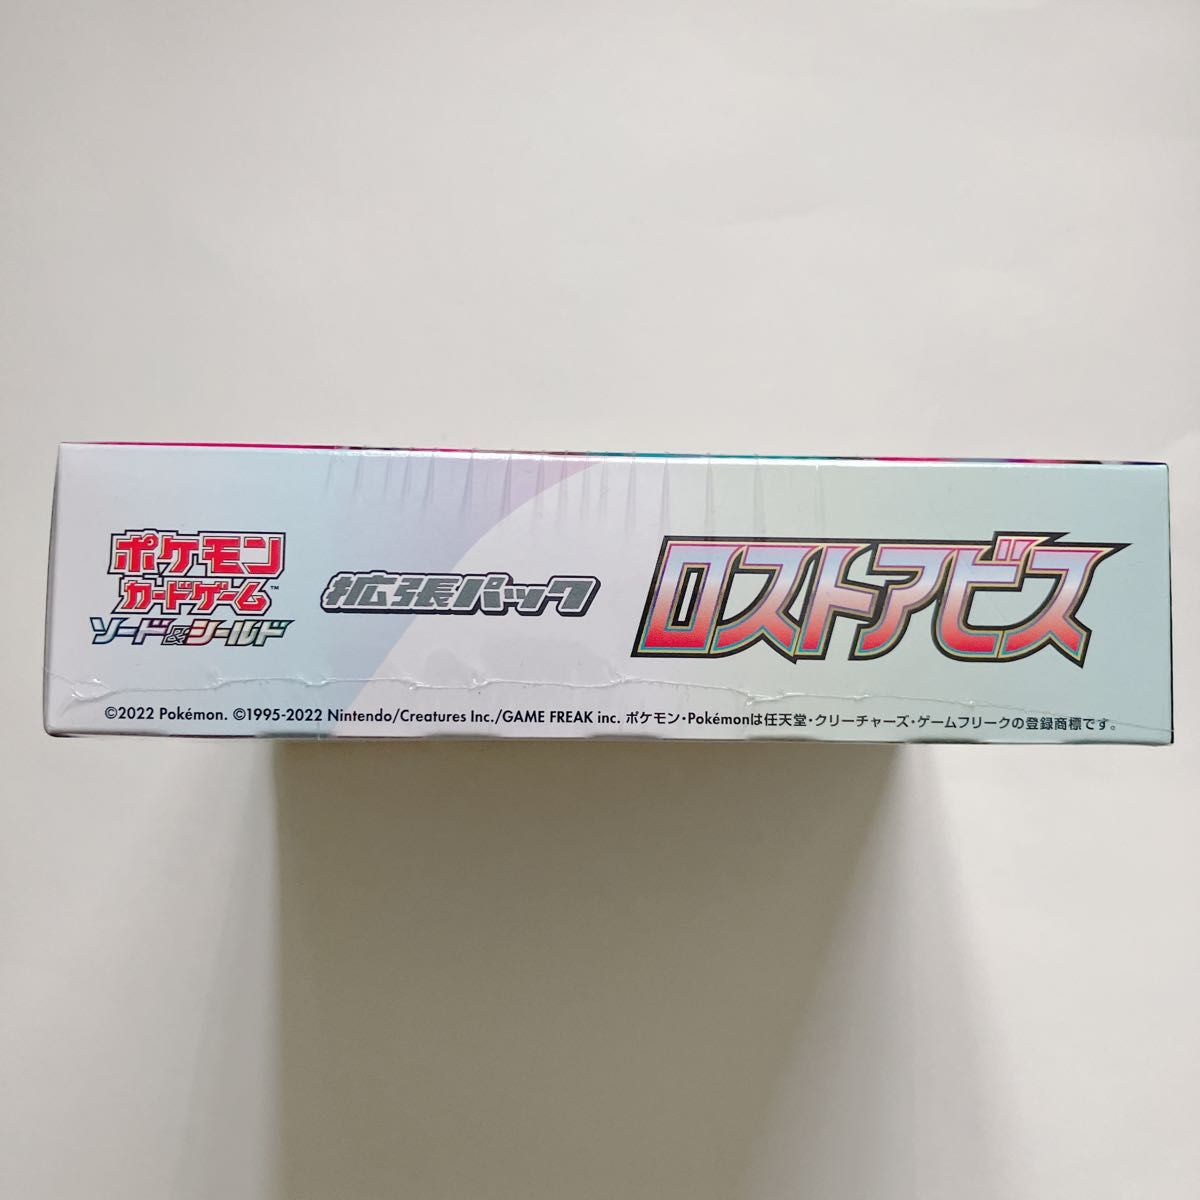 ポケモン
カードゲーム™
ソード&シールド
拡張パック
ロストアビス
©2022 Pokémon. ©1995-2022 Nintendo/Creatures Inc./GAME FREAK inc. ポケモン・Pokémonは任天堂・クリーチャーズ・ゲームフリークの登録商標です。